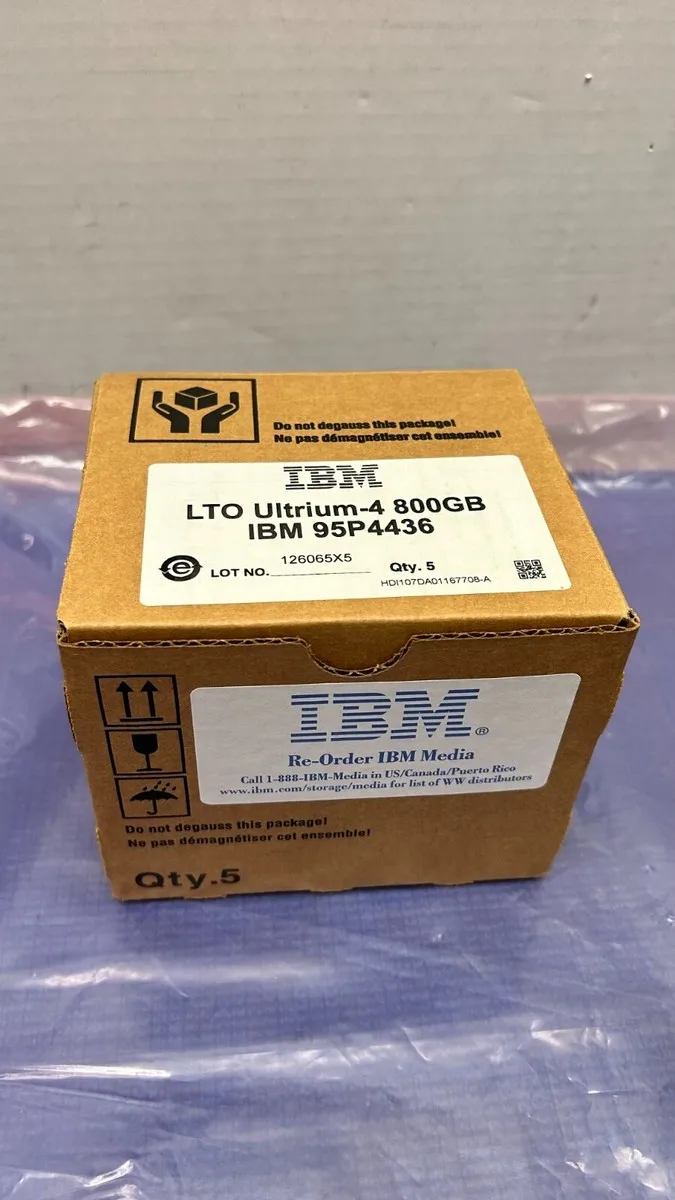 Do not degauss this package!
Ne pas démagnétiser cet ensemble!
IBM
LTO Ultrium-4 800GB
IBM 95P4436
LOT NO. 126065X5 Qty. 5
HDI107DA01167708-A
IBM®
Re-Order IBM Media
Call 1-888-IBM-Media in US/Canada/Puerto Rico
www.ibm.com/storage/media for list of WW distributors
Do not degauss this package!
Ne pas démagnétiser cet ensemble!
Qty.5